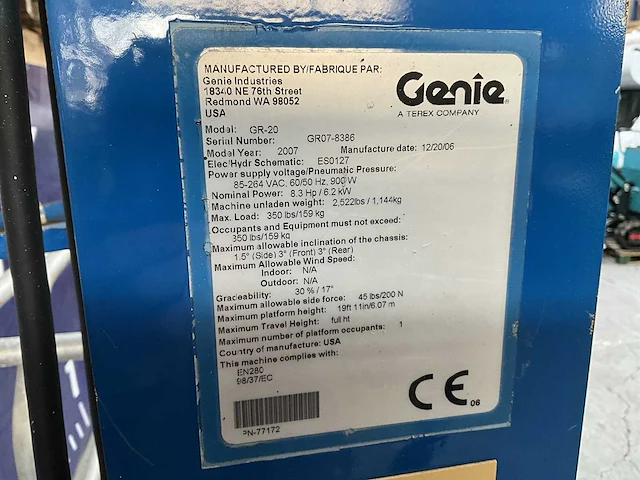 MANUFACTURED BY/FABRIQUE PAR:
Genie Industries
18340 NE 76th Street
Redmond WA 98052
USA
Genie
A TEREX COMPANY
Model: GR-20
Serial Number: GR07-8386
Model Year: 2007 Manufacture date: 12/20/06
Elec/Hydr Schematic: ES0127
Power supply voltage/Pneumatic Pressure:
85-264 VAC, 60/50 Hz, 900 W
Nominal Power: 8.3 Hp / 6.2 kW
Machine unladen weight: 2,522lbs / 1,144kg
Max. Load: 350 lbs/159 kg
Occupants and Equipment must not exceed:
350 lbs/159 kg
Maximum allowable inclination of the chassis:
1.5° (Side) 3° (Front) 3° (Rear)
Maximum Allowable Wind Speed:
Indoor: N/A
Outdoor: N/A
Graceability: 30 % / 17°
Maximum allowable side force: 45 lbs/200 N
Maximum platform height: 19ft 11in/6.07 m
Maximum Travel Height: full ht
Maximum number of platform occupants: 1
Country of manufacture: USA
This machine complies with:
EN280
98/37/EC
CE 06
PN-77172